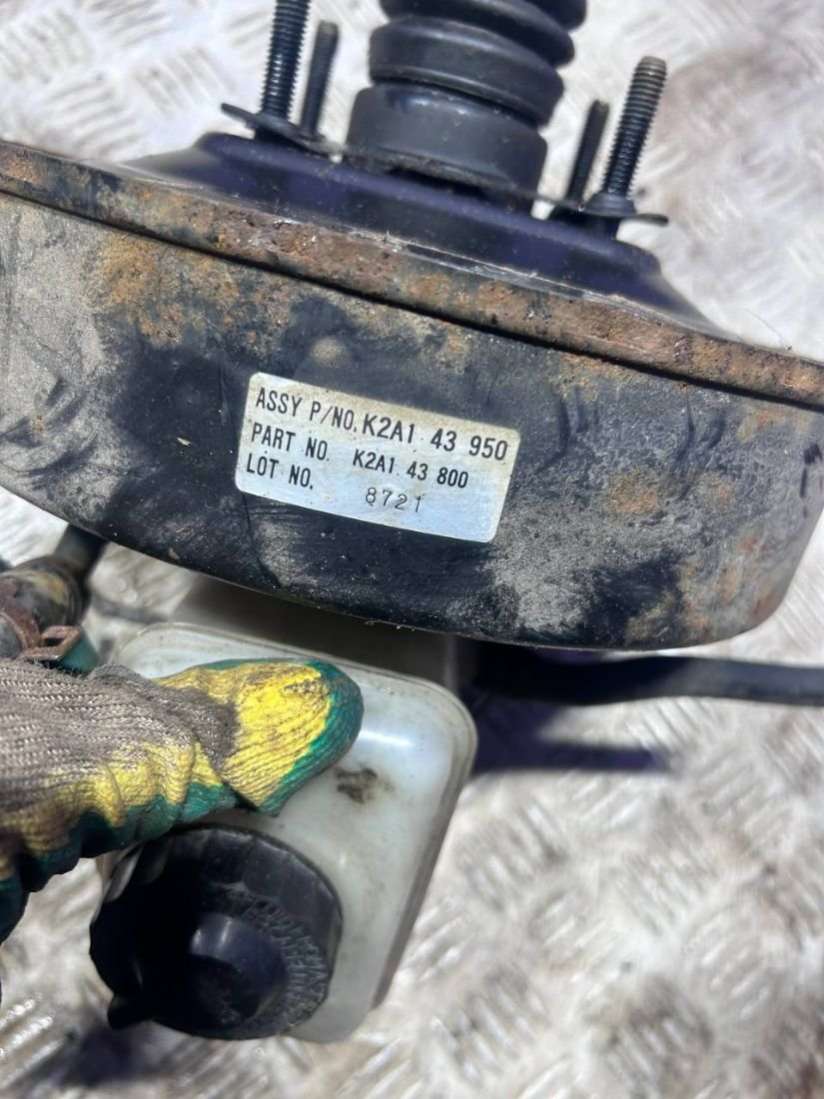 ASSY P/NO. K2A1 43 950
PART NO. K2A1 43 800
LOT NO. 8721